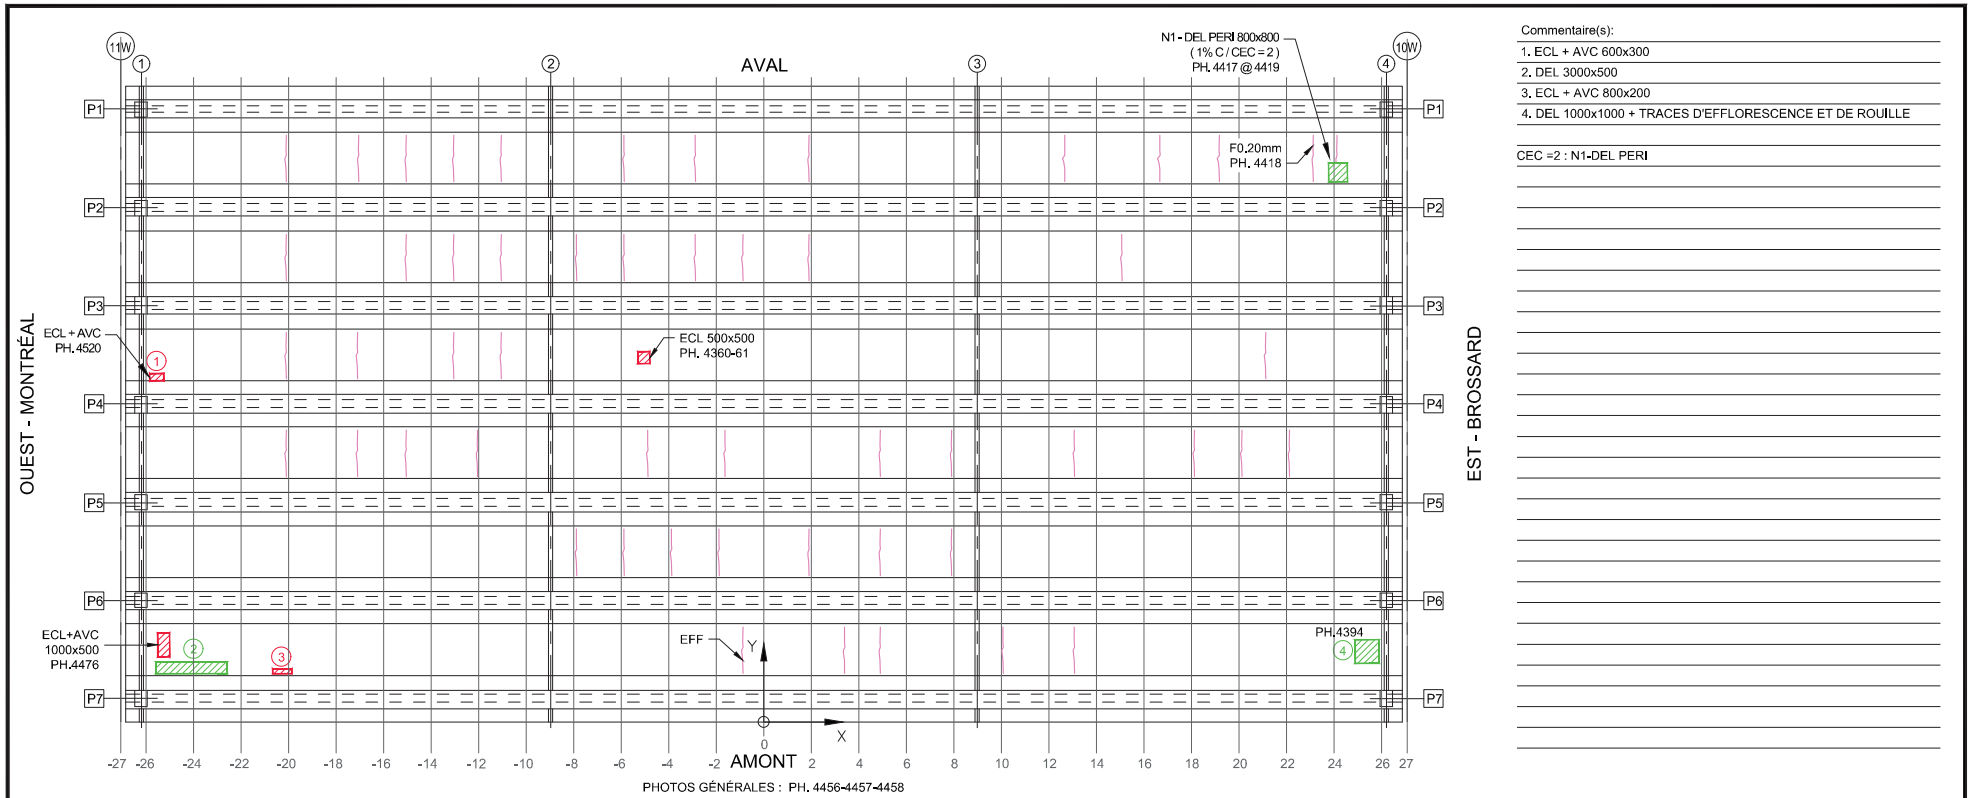 11W
10W
1
2
3
4
AVAL
N1 - DEL PERI 800x800
( 1% C / CEC = 2 )
PH. 4417 @ 4419
F0.20mm
PH. 4418
P1
P1
P2
P2
P3
P3
ECL + AVC
PH. 4520
1
ECL 500x500
PH. 4360-61
P4
P4
OUEST - MONTRÉAL
EST - BROSSARD
P5
P5
P6
P6
ECL+AVC
1000x500
PH.4476
2
3
EFF
Y
PH.4394
4
P7
P7
0
X
-27 -26 -24 -22 -20 -18 -16 -14 -12 -10 -8 -6 -4 -2 2 4 6 8 10 12 14 16 18 20 22 24 26 27
AMONT
PHOTOS GÉNÉRALES : PH. 4456-4457-4458
Commentaire(s):
1. ECL + AVC 600x300
2. DEL 3000x500
3. ECL + AVC 800x200
4. DEL 1000x1000 + TRACES D'EFFLORESCENCE ET DE ROUILLE
CEC =2 : N1-DEL PERI